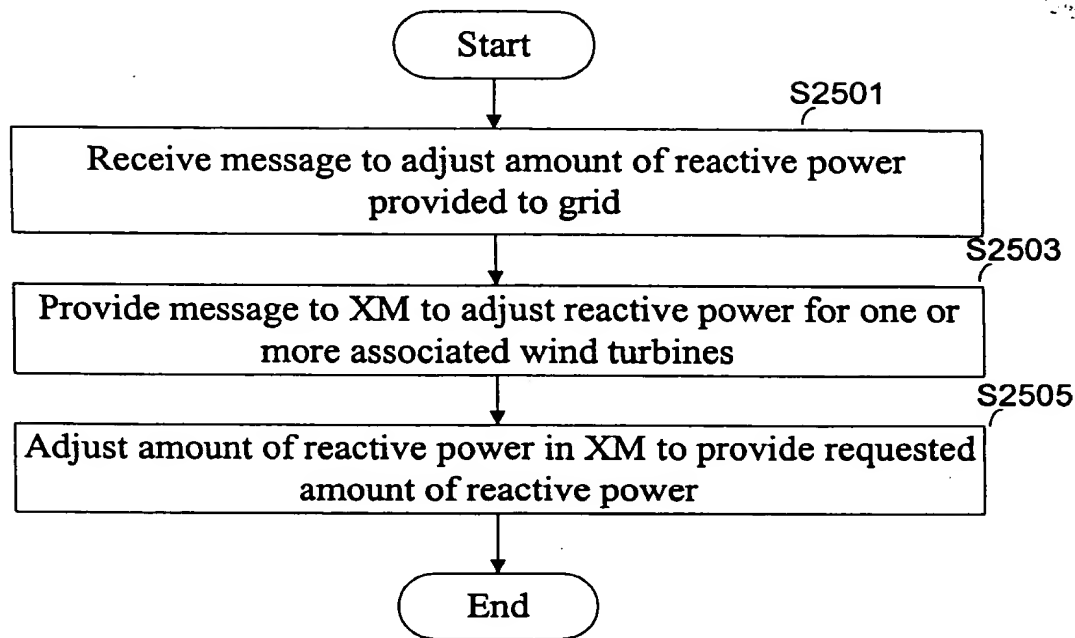 Start
S2501
Receive message to adjust amount of reactive power
provided to grid
S2503
Provide message to XM to adjust reactive power for one or
more associated wind turbines
S2505
Adjust amount of reactive power in XM to provide requested
amount of reactive power
End